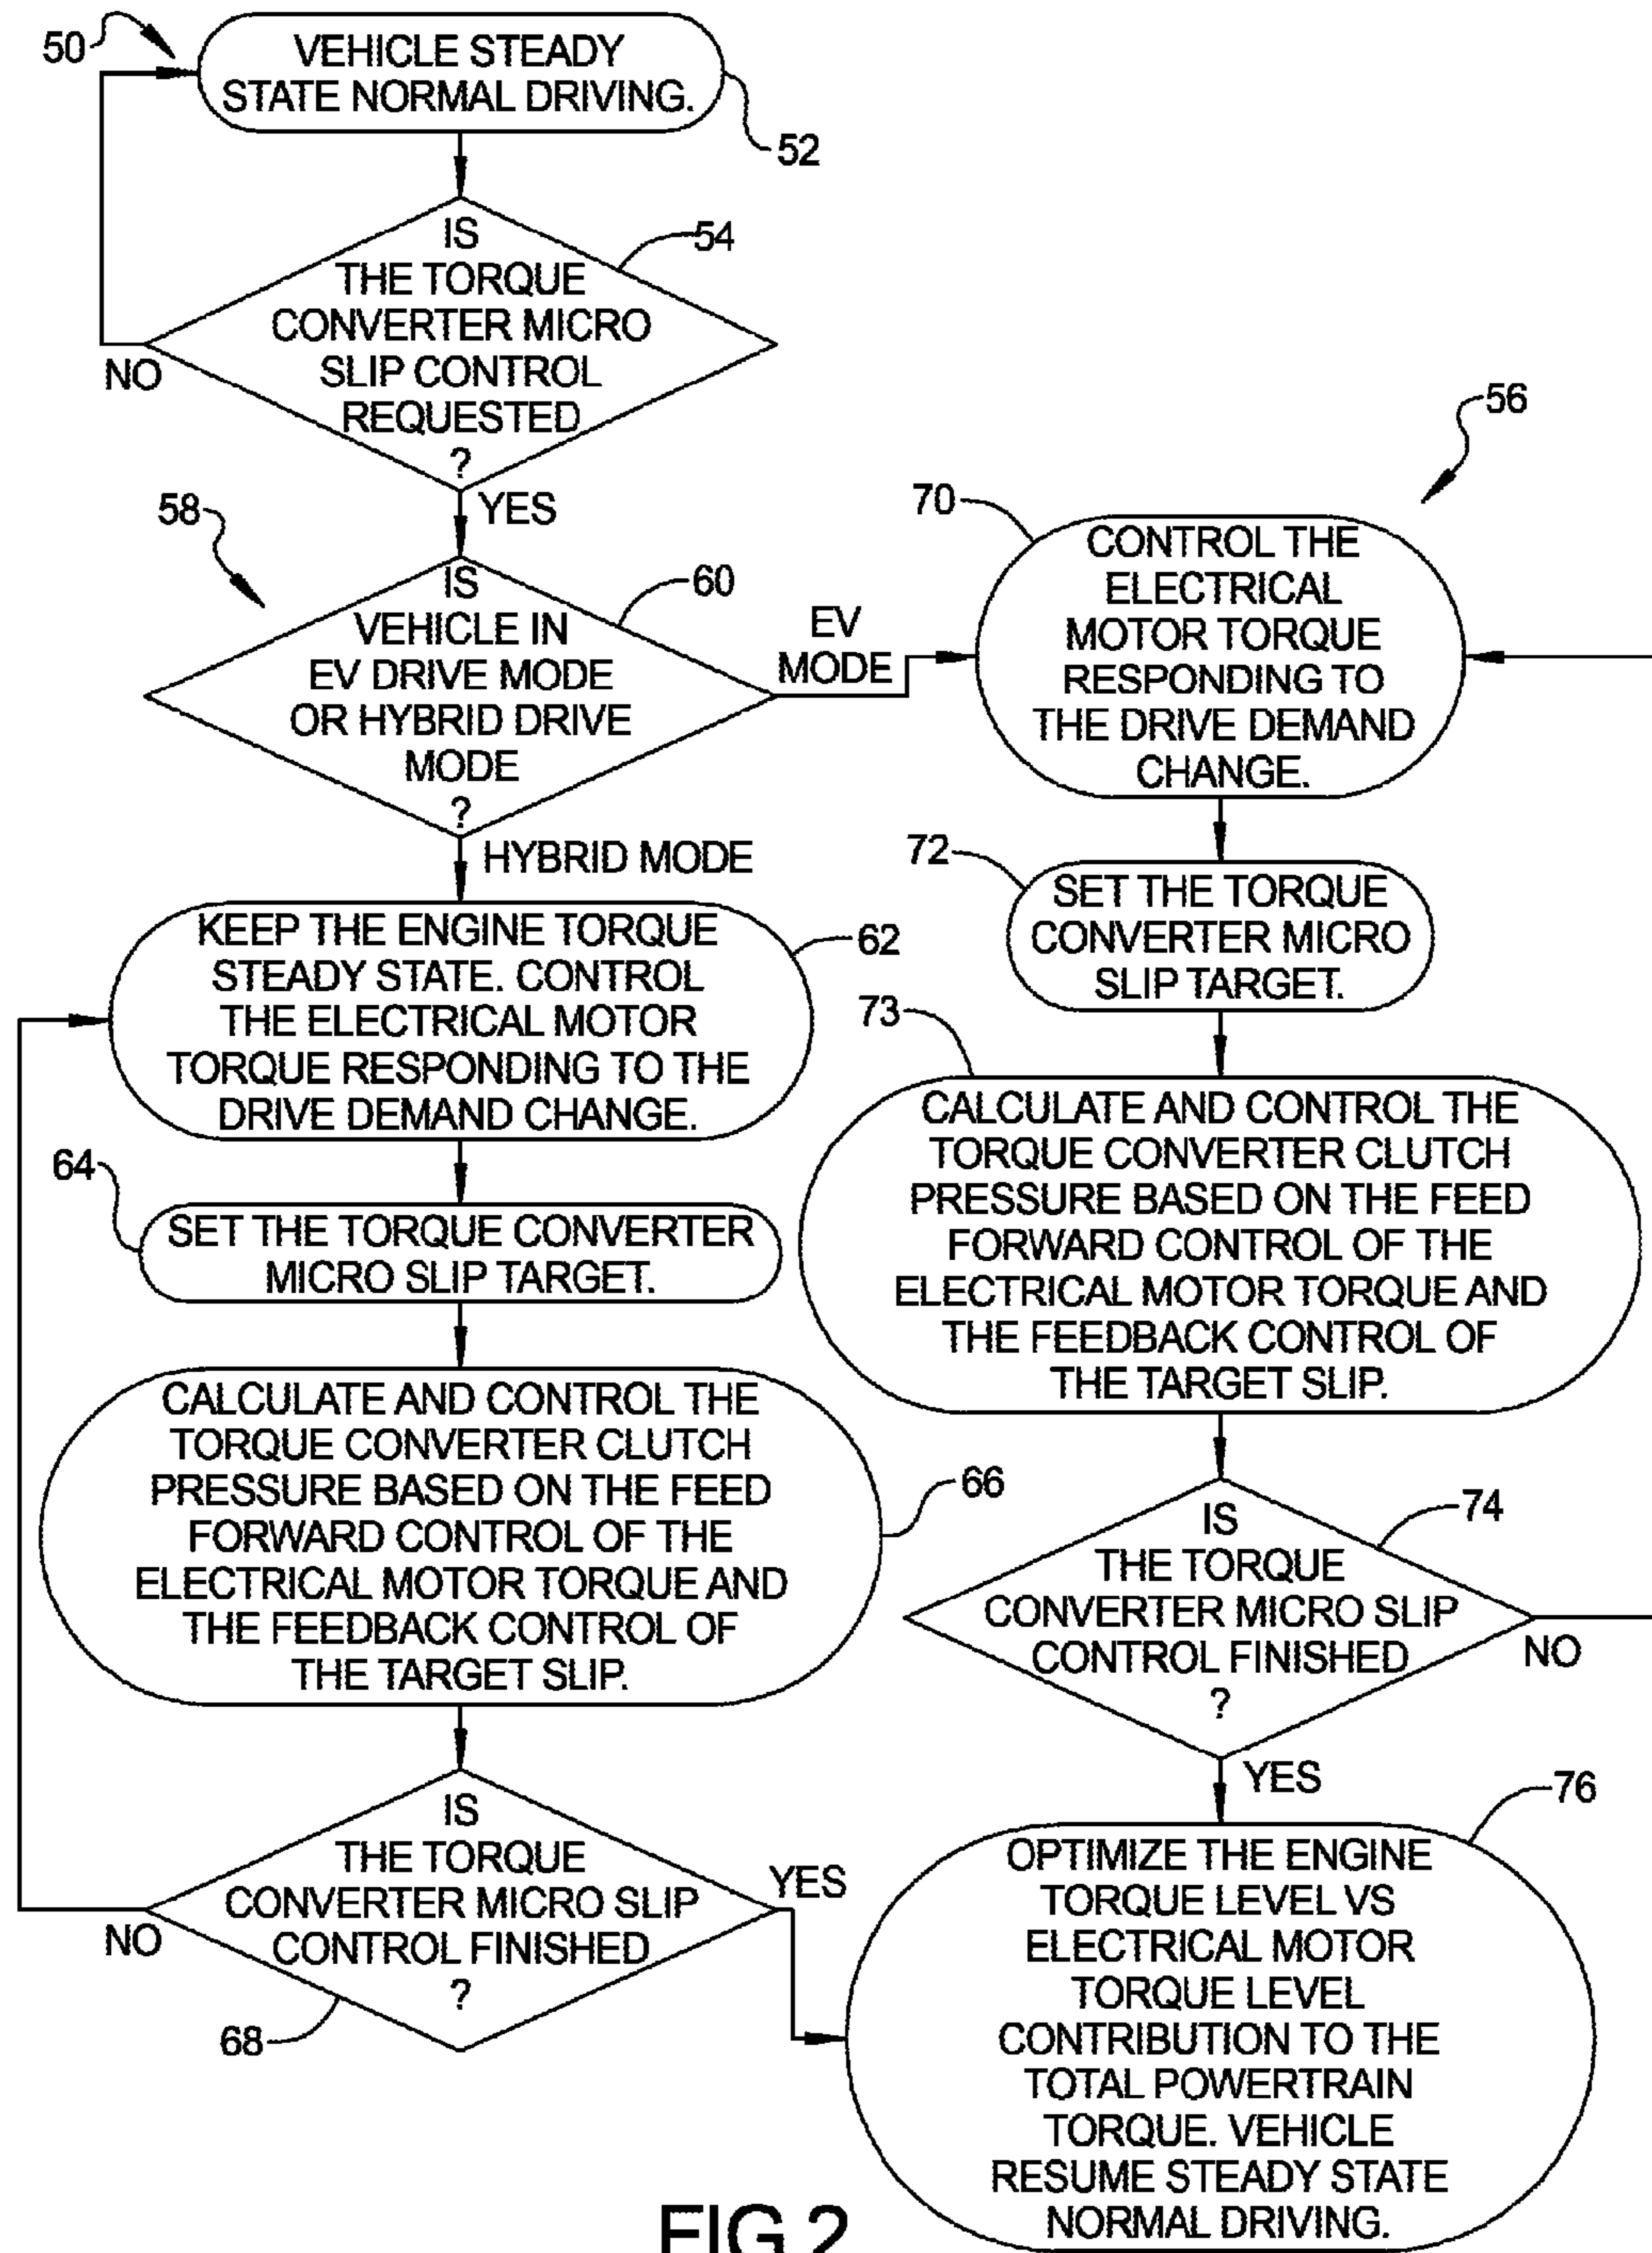 50
VEHICLE STEADY
STATE NORMAL DRIVING.
52
IS
THE TORQUE
CONVERTER MICRO
SLIP CONTROL
REQUESTED
?
54
NO
YES
58
IS
VEHICLE IN
EV DRIVE MODE
OR HYBRID DRIVE
MODE
?
60
EV
MODE
HYBRID MODE
KEEP THE ENGINE TORQUE
STEADY STATE. CONTROL
THE ELECTRICAL MOTOR
TORQUE RESPONDING TO THE
DRIVE DEMAND CHANGE.
62
64
SET THE TORQUE CONVERTER
MICRO SLIP TARGET.
CALCULATE AND CONTROL THE
TORQUE CONVERTER CLUTCH
PRESSURE BASED ON THE FEED
FORWARD CONTROL OF THE
ELECTRICAL MOTOR TORQUE AND
THE FEEDBACK CONTROL OF
THE TARGET SLIP.
66
IS
THE TORQUE
CONVERTER MICRO SLIP
CONTROL FINISHED
?
NO
YES
68
56
70
CONTROL THE
ELECTRICAL
MOTOR TORQUE
RESPONDING TO
THE DRIVE DEMAND
CHANGE.
72
SET THE TORQUE
CONVERTER MICRO
SLIP TARGET.
73
CALCULATE AND CONTROL THE
TORQUE CONVERTER CLUTCH
PRESSURE BASED ON THE FEED
FORWARD CONTROL OF THE
ELECTRICAL MOTOR TORQUE AND
THE FEEDBACK CONTROL OF
THE TARGET SLIP.
74
IS
THE TORQUE
CONVERTER MICRO SLIP
CONTROL FINISHED
?
NO
YES
76
OPTIMIZE THE ENGINE
TORQUE LEVEL VS
ELECTRICAL MOTOR
TORQUE LEVEL
CONTRIBUTION TO THE
TOTAL POWERTRAIN
TORQUE. VEHICLE
RESUME STEADY STATE
NORMAL DRIVING.
FIG 2